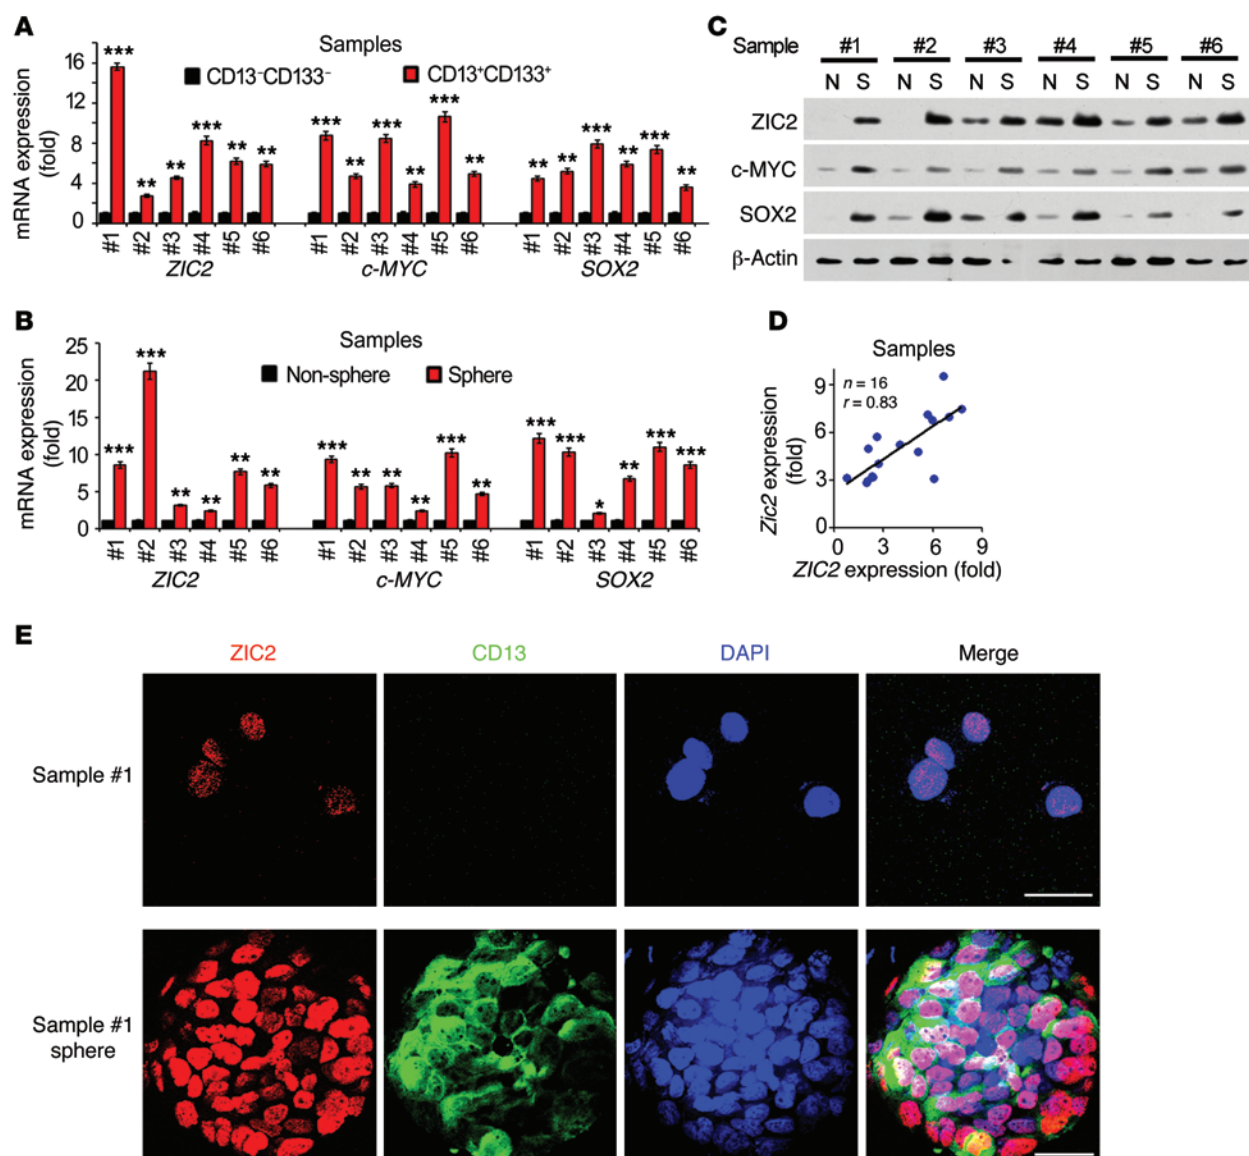 A
Samples
CD13⁻CD133⁻
CD13⁺CD133⁺
mRNA expression
(fold)
16
12
8
4
0
***
**
**
***
**
**
***
**
***
**
***
**
**
**
***
**
***
**
#1 #2 #3 #4 #5 #6
#1 #2 #3 #4 #5 #6
#1 #2 #3 #4 #5 #6
ZIC2
c-MYC
SOX2
B
Samples
Non-sphere
Sphere
mRNA expression
(fold)
25
20
15
10
5
0
***
***
**
**
**
**
***
**
**
**
***
**
***
***
*
**
***
***
#1 #2 #3 #4 #5 #6
#1 #2 #3 #4 #5 #6
#1 #2 #3 #4 #5 #6
ZIC2
c-MYC
SOX2
C
Sample #1 #2 #3 #4 #5 #6
N S N S N S N S N S N S
ZIC2
c-MYC
SOX2
β-Actin
D
Samples
n = 16
r = 0.83
Zic2 expression
(fold)
9
6
3
0
0 3 6 9
ZIC2 expression (fold)
E
ZIC2 CD13 DAPI Merge
Sample #1
Sample #1
sphere